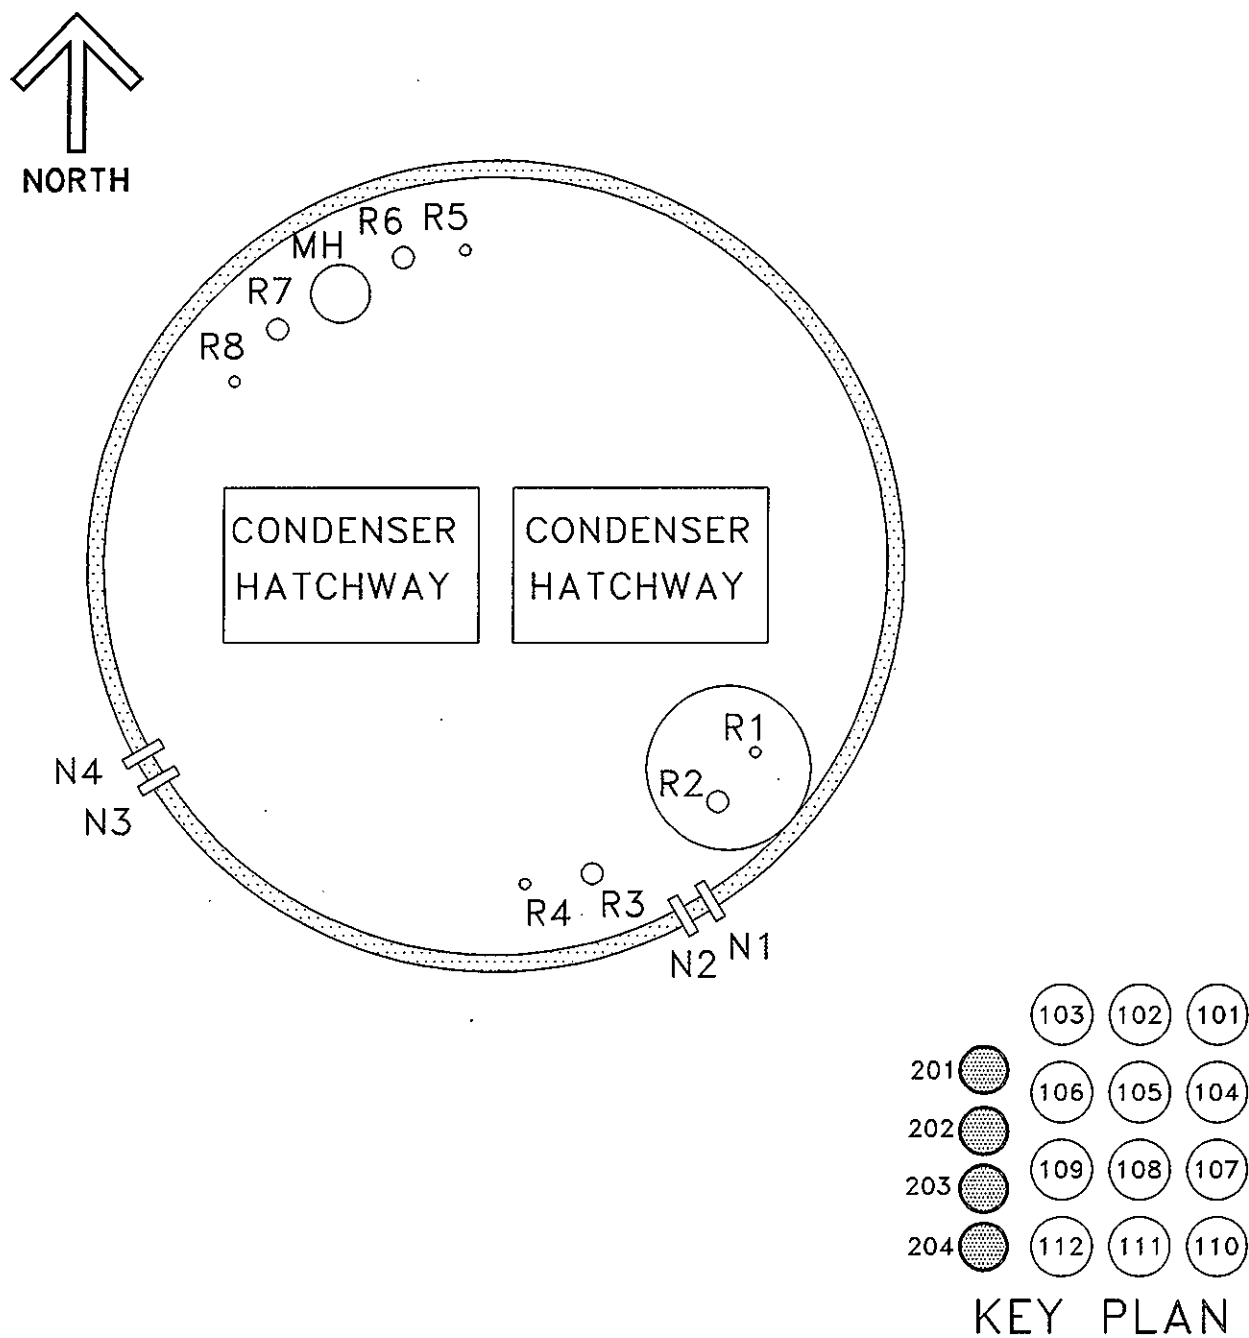 NORTH
R6 R5
MH
R7
R8
CONDENSER
HATCHWAY
CONDENSER
HATCHWAY
R1
R2
N4
N3
R4 R3
N2 N1
103 102 101
201
106 105 104
202
109 108 107
203
204
112 111 110
KEY PLAN